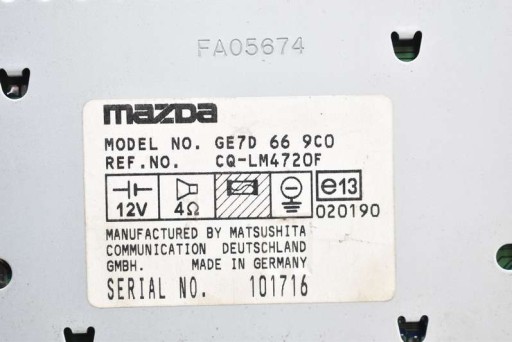 FA05674
mazda
MODEL NO. GE7D 66 9C0
REF.NO. CQ-LM4720F
12V 4Ω e13
020190
MANUFACTURED BY MATSUSHITA
COMMUNICATION DEUTSCHLAND
GMBH. MADE IN GERMANY
SERIAL NO. 101716